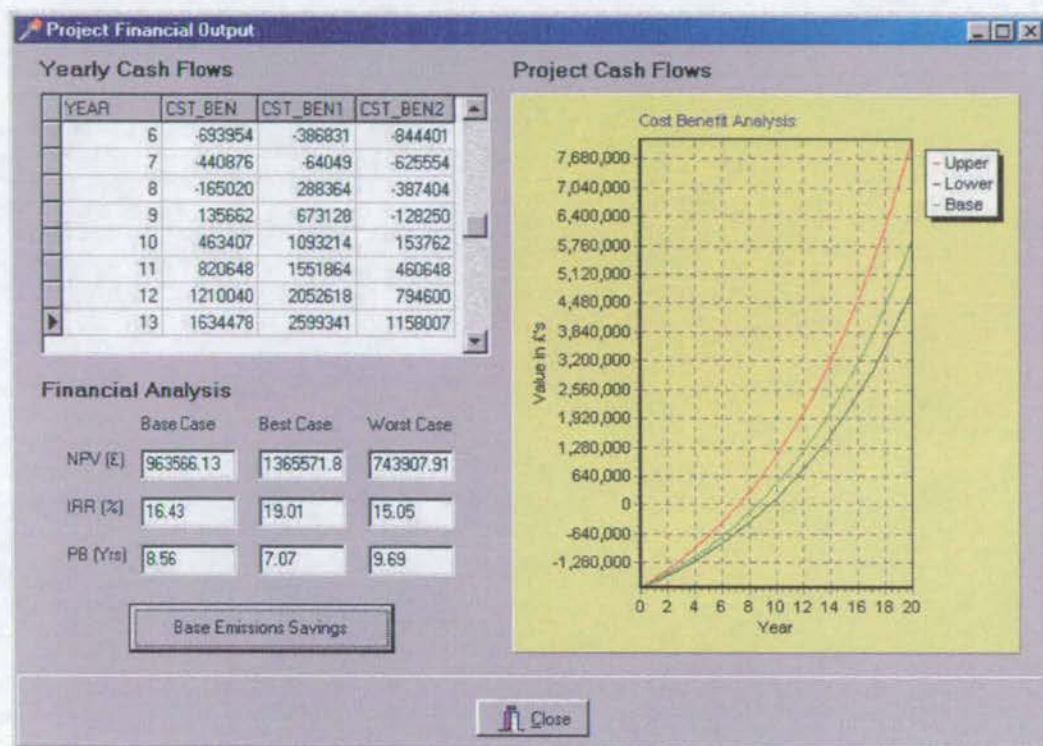 Project Financial Output
Yearly Cash Flows
YEAR CST_BEN CST_BEN1 CST_BEN2
6 -693954 -386831 -844401
7 -440876 -64049 -625554
8 -165020 288364 -387404
9 135662 673128 -128250
10 463407 1093214 153762
11 820648 1551864 460648
12 1210040 2052618 794600
13 1634478 2599341 1158007
Financial Analysis
Base Case Best Case Worst Case
NPV (£) 963566.13 1365571.8 743907.91
IRR (%) 16.43 19.01 15.05
PB (Yrs) 8.56 7.07 9.69
Base Emissions Savings
Project Cash Flows
Cost Benefit Analysis
7,680,000
7,040,000
6,400,000
5,760,000
5,120,000
4,480,000
3,840,000
3,200,000
2,560,000
1,920,000
1,280,000
640,000
0
-640,000
-1,280,000
Value in £'s
0 2 4 6 8 10 12 14 16 18 20
Year
Upper
Lower
Base
Close